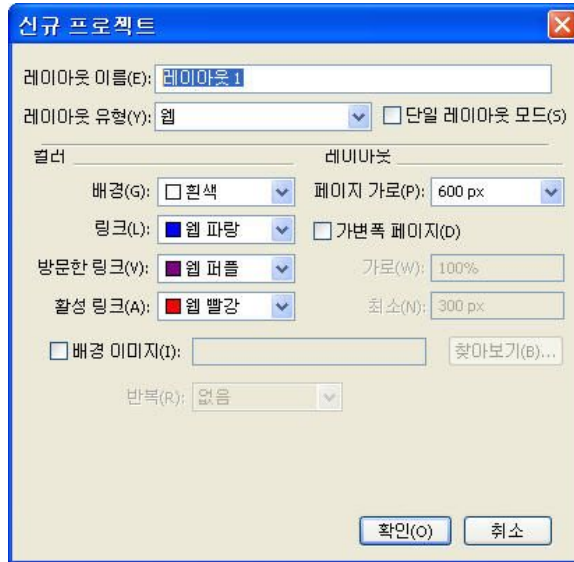 신규 프로젝트
레이아웃 이름(E): 레이아웃 1
레이아웃 유형(Y): 웹 단일 레이아웃 모드(S)
컬러 레이아웃
배경(G): 흰색 페이지 가로(P): 600 px
링크(L): 웹 파랑 가변폭 페이지(D)
방문한 링크(V): 웹 퍼플 가로(W): 100%
활성 링크(A): 웹 빨강 최소(N): 300 px
배경 이미지(I): 찾아보기(B)...
반복(R): 없음
확인(O) 취소